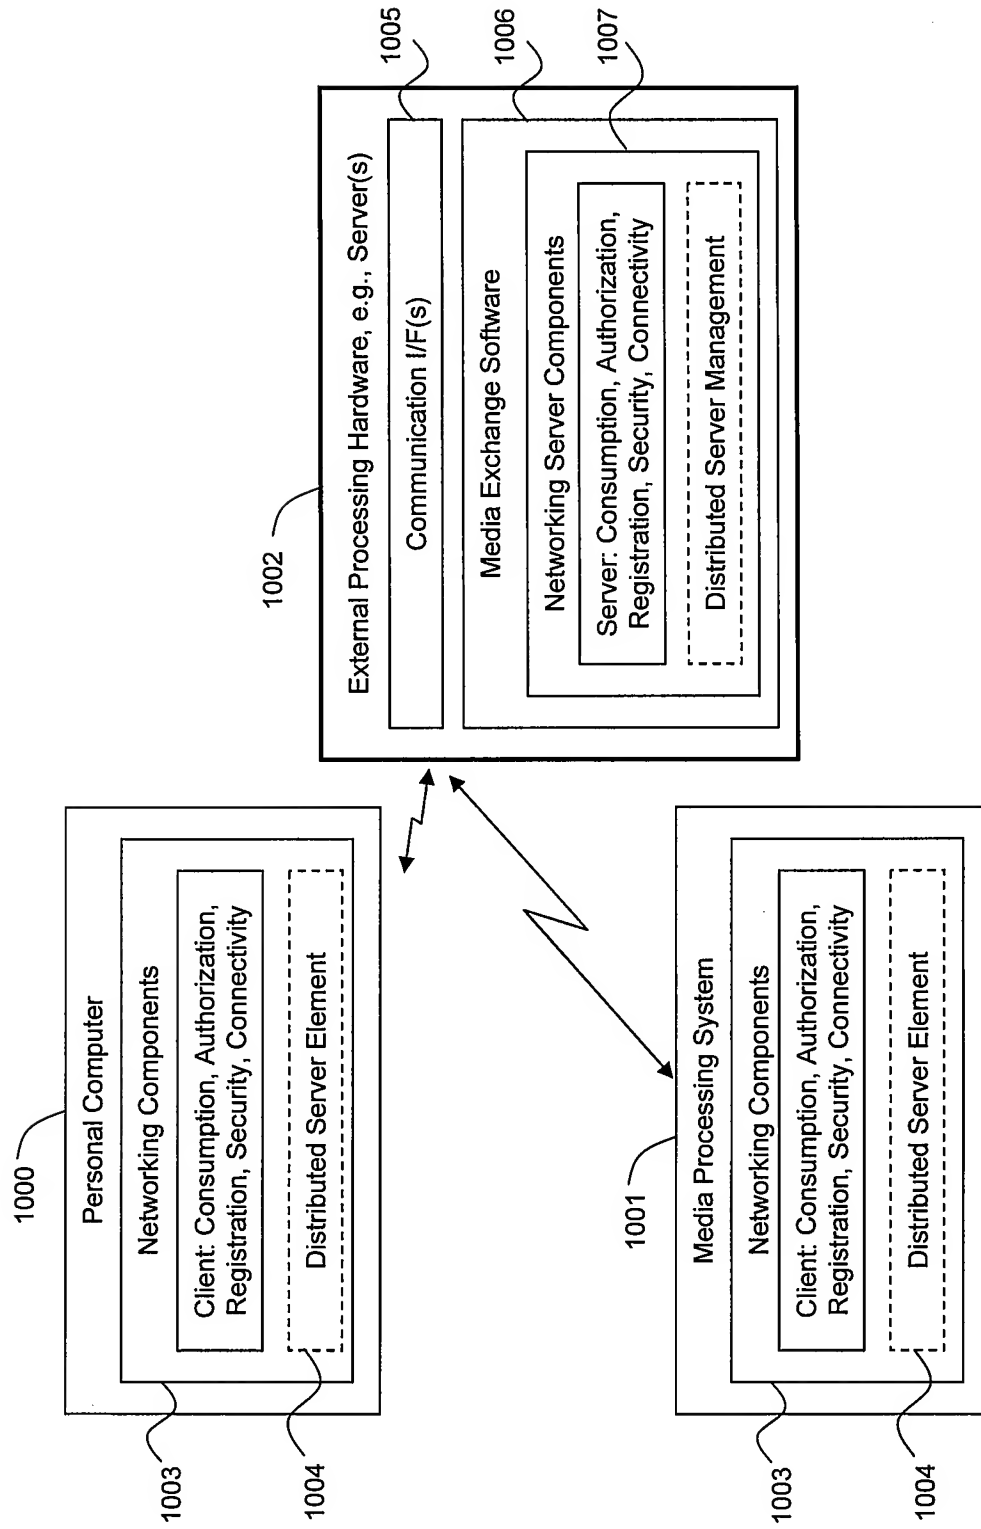 1000
Personal Computer
Networking Components
Client: Consumption, Authorization,
Registration, Security, Connectivity
Distributed Server Element
1003
1004
1002
External Processing Hardware, e.g., Server(s)
Communication I/F(s)
Media Exchange Software
Networking Server Components
Server: Consumption, Authorization,
Registration, Security, Connectivity
Distributed Server Management
1005
1006
1007
1001
Media Processing System
Networking Components
Client: Consumption, Authorization,
Registration, Security, Connectivity
Distributed Server Element
1003
1004